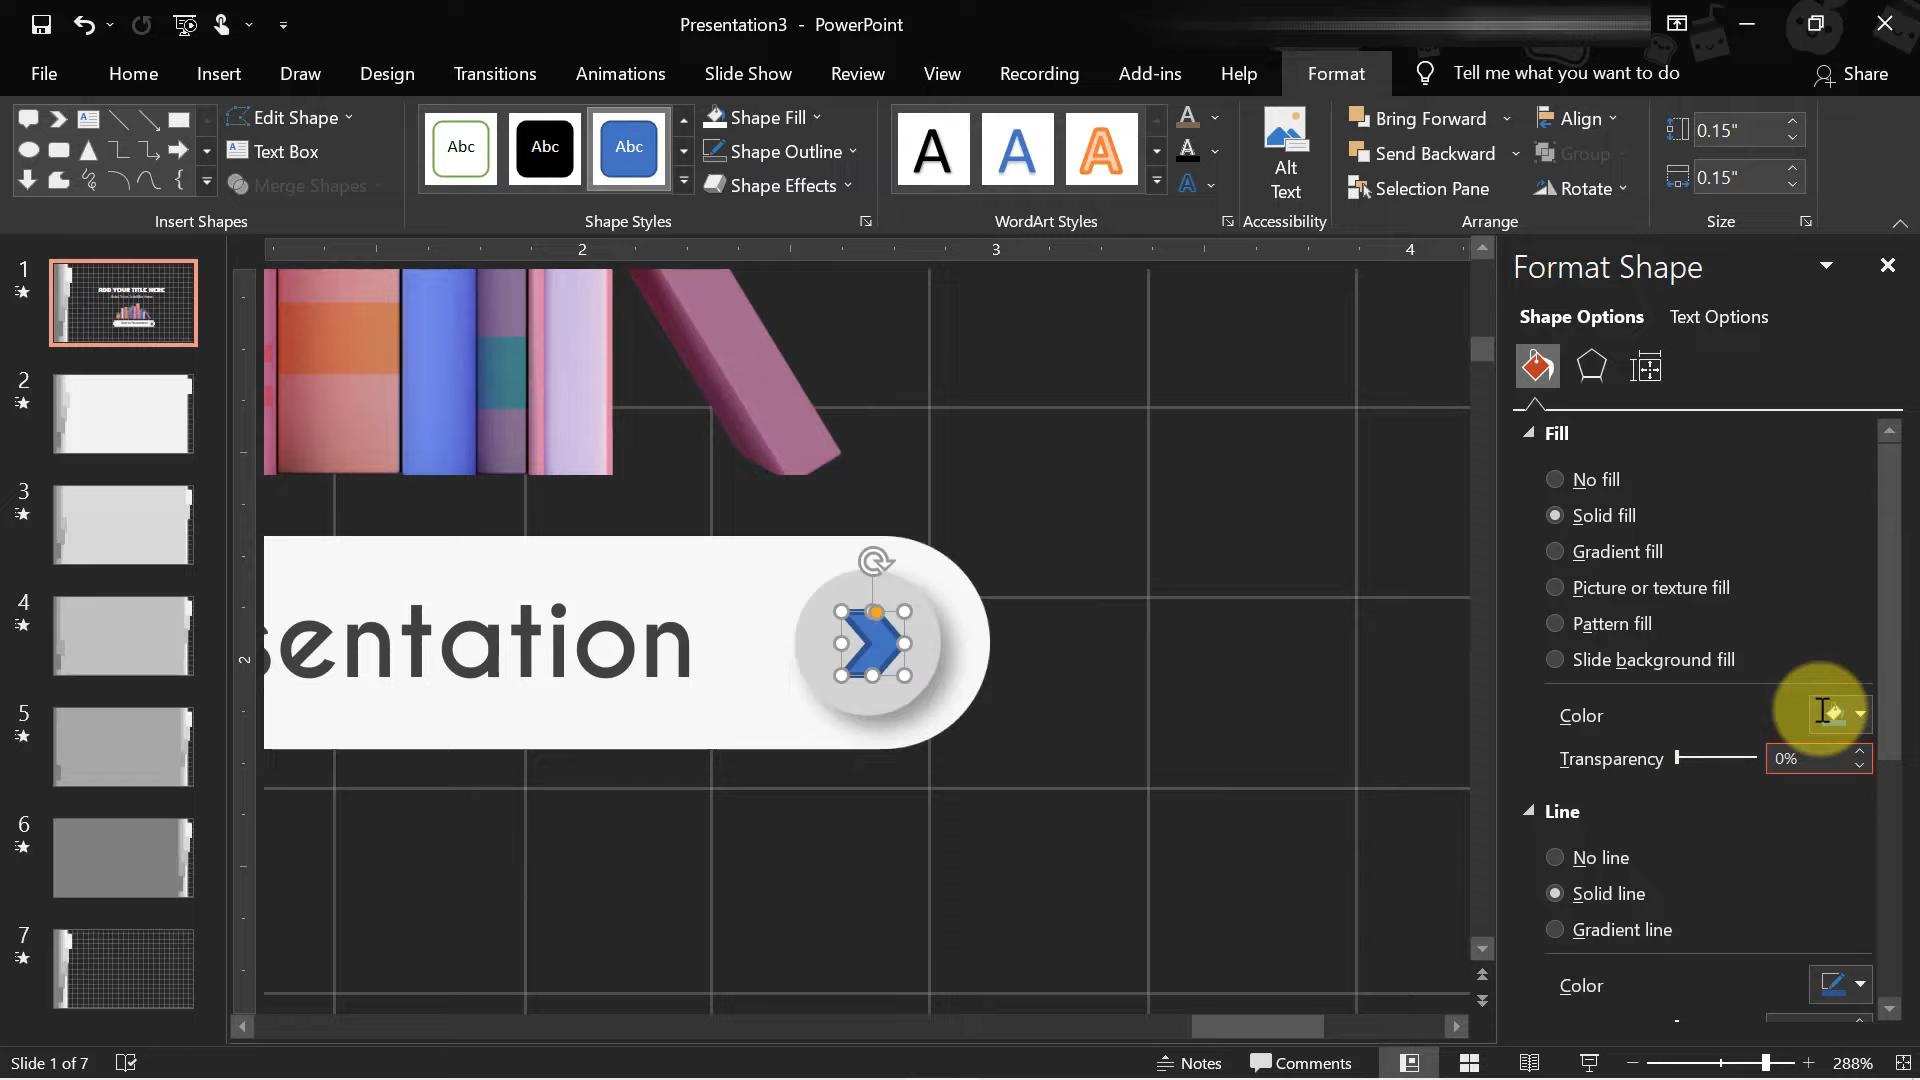 Presentation3 - PowerPoint
File Home Insert Draw Design Transitions Animations Slide Show Review View Recording Add-ins Help Format Tell me what you want to do Share
Edit Shape
Text Box
Merge Shapes
Insert Shapes
Abc Abc Abc
Shape Fill
Shape Outline
Shape Effects
Shape Styles
A A A
WordArt Styles
Alt
Text
Accessibility
Bring Forward
Send Backward
Selection Pane
Align
Group
Rotate
Arrange
0.15"
0.15"
Size
1
2
3
4
5
6
7
ADD YOUR TITLE HERE
2 3 4
2
sentation
Format Shape
Shape Options Text Options
Fill
No fill
Solid fill
Gradient fill
Picture or texture fill
Pattern fill
Slide background fill
Color
Transparency 0%
Line
No line
Solid line
Gradient line
Color
Slide 1 of 7
Notes Comments 288%